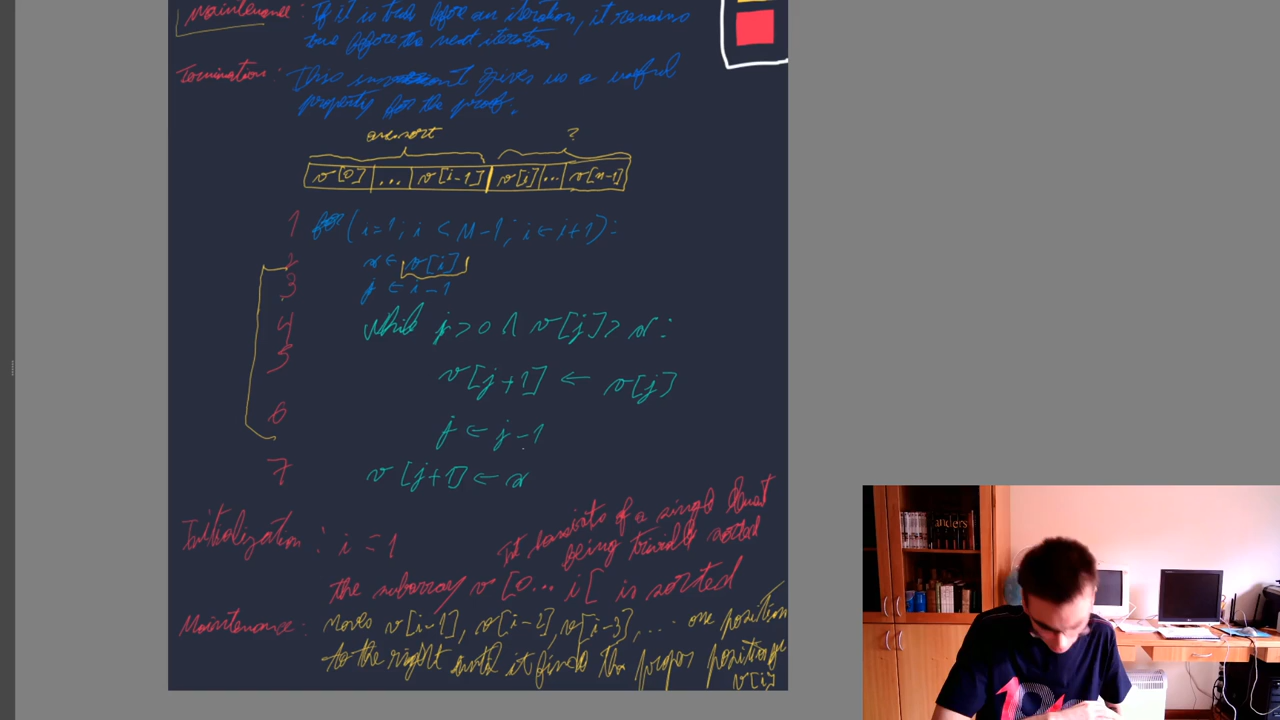 Maintenance: If it is true before an iteration, it remains
true before the next iteration
Termination: This gives us a useful
property for the proof.
?
v[0] ... v[i-1] v[i] ... v[n-1]
1 for (i=1; i < n-1; i ← i+1):
2 x ← v[i]
3 j ← i-1
4 while j > 0 ∧ v[j] > x:
5 v[j+1] ← v[j]
6 j ← j-1
7 v[j+1] ← x
Initialization: i = 1
it consists of a single
being trivially sorted
the subarray v[0... i[ is sorted
Maintenance: moves v[i-1], v[i-2], v[i-3], ... one position
to the right until it finds the proper position
v[i]
anders